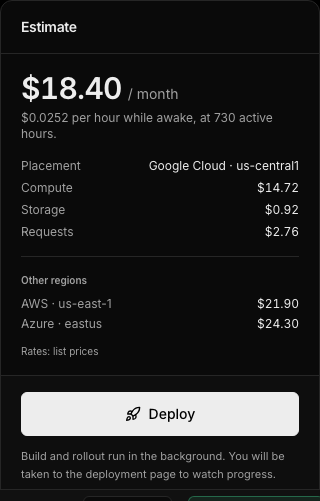 Estimate
$18.40 / month
$0.0252 per hour while awake, at 730 active
hours.
Placement Google Cloud · us-central1
Compute $14.72
Storage $0.92
Requests $2.76
Other regions
AWS · us-east-1 $21.90
Azure · eastus $24.30
Rates: list prices
Deploy
Build and rollout run in the background. You will be
taken to the deployment page to watch progress.